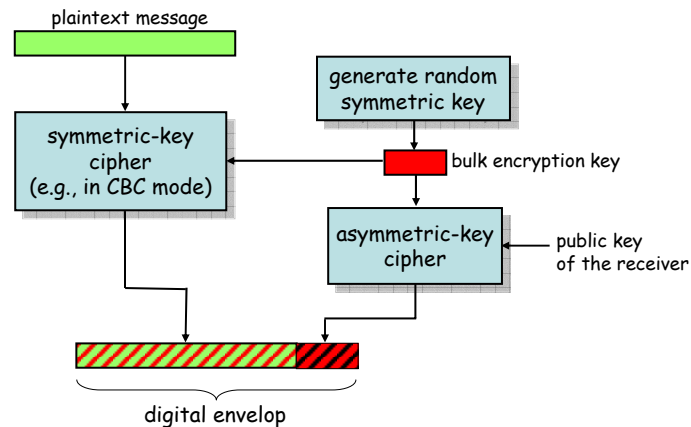 plaintext message
generate random
symmetric key
symmetric-key
cipher
(e.g., in CBC mode)
bulk encryption key
asymmetric-key
cipher
public key
of the receiver
digital envelop